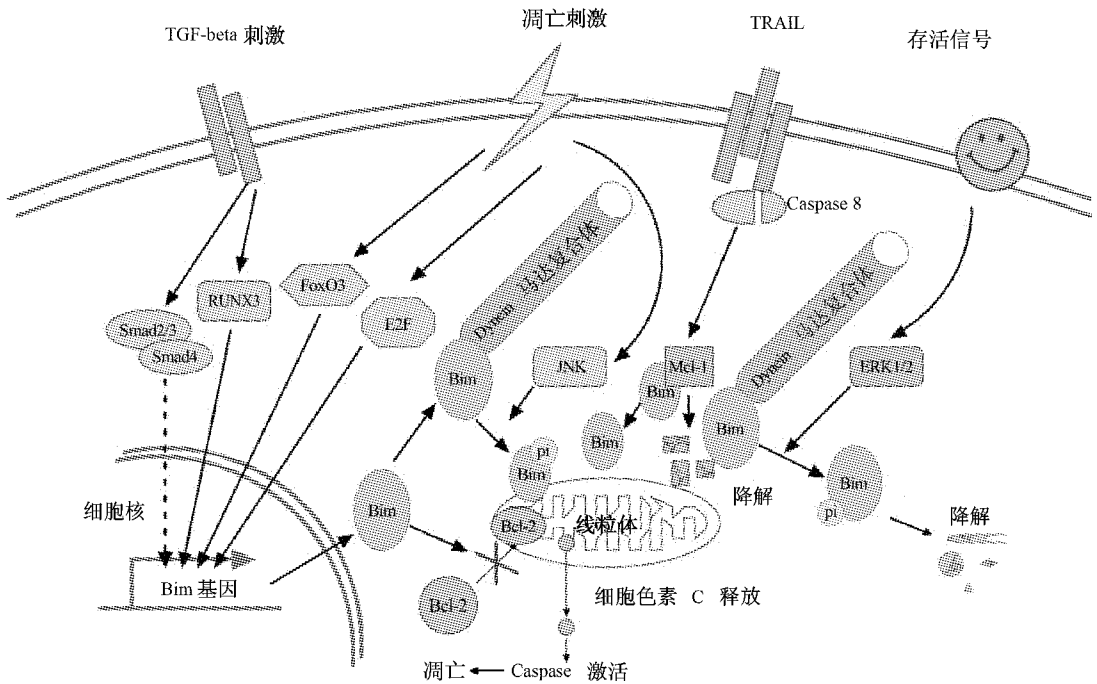 TGF-beta 刺激
凋亡刺激
TRAIL
存活信号
Caspase 8
Dynein 马达复合体
Dynein 马达复合体
RUNX3
FoxO3
E2F
Smad2/3
Smad4
Bim
JNK
Mcl-1
Bim
ERK1/2
Bim
Bim
pi
Bim
Bim
pi
细胞核
Bim
降解
降解
Bcl-2
线粒体
Bim 基因
Bcl-2
细胞色素 C 释放
凋亡
Caspase 激活